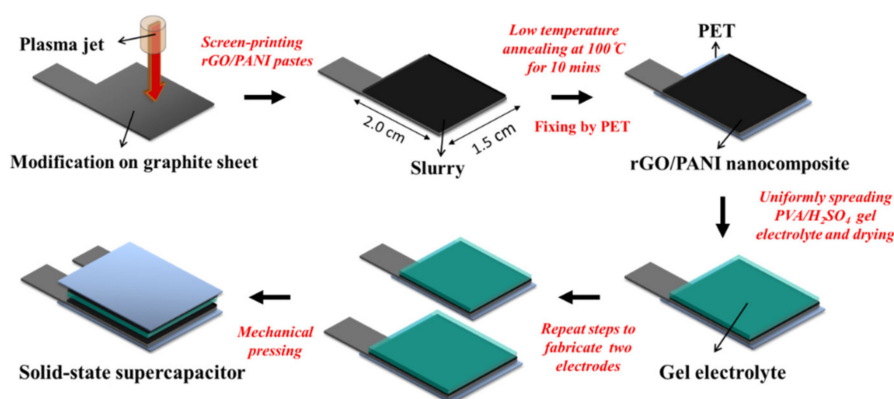 Plasma jet
Modification on graphite sheet
Screen-printing
rGO/PANI pastes
2.0 cm
1.5 cm
Slurry
Low temperature
annealing at 100℃
for 10 mins
Fixing by PET
PET
rGO/PANI nanocomposite
Uniformly spreading
PVA/H₂SO₄ gel
electrolyte and drying
Solid-state supercapacitor
Mechanical
pressing
Repeat steps to
fabricate two
electrodes
Gel electrolyte